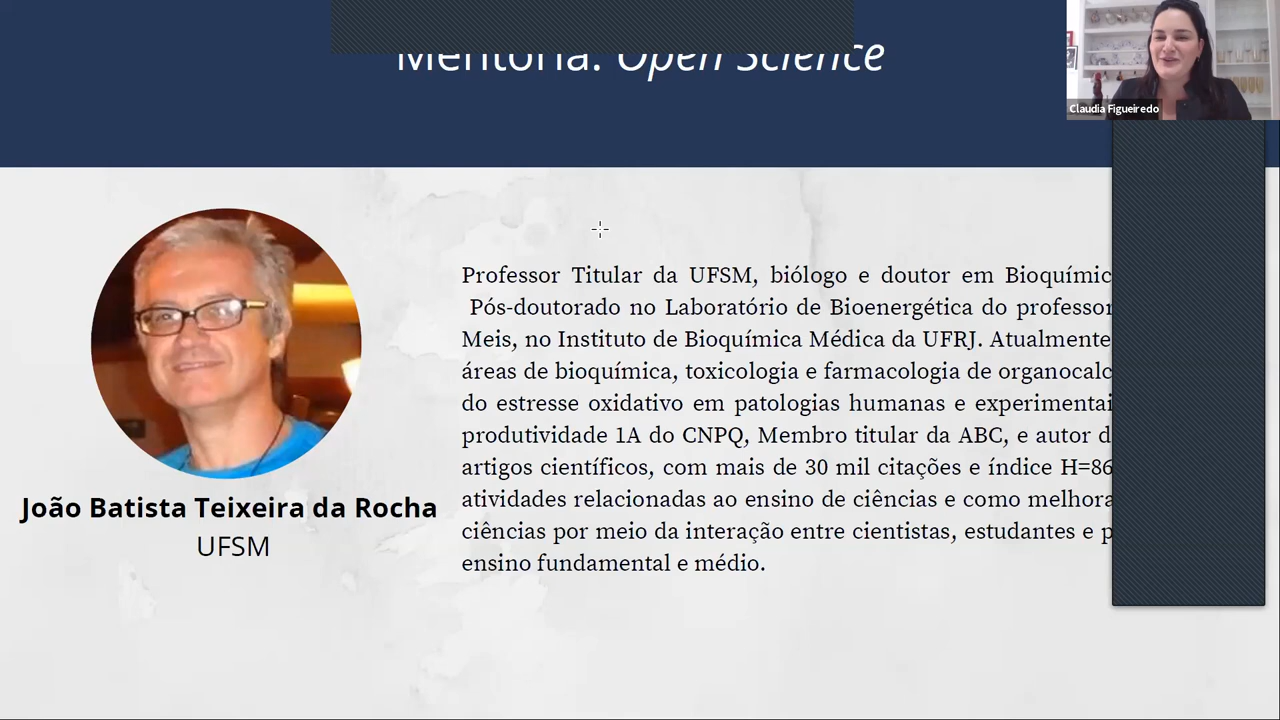 Mentoria: Open Science
Claudia Figueiredo
Professor Titular da UFSM, biólogo e doutor em Bioquímic
Pós-doutorado no Laboratório de Bioenergética do professor
Meis, no Instituto de Bioquímica Médica da UFRJ. Atualmente
áreas de bioquímica, toxicologia e farmacologia de organocalc
do estresse oxidativo em patologias humanas e experimentai
produtividade 1A do CNPQ, Membro titular da ABC, e autor d
artigos científicos, com mais de 30 mil citações e índice H=86
atividades relacionadas ao ensino de ciências e como melhora
ciências por meio da interação entre cientistas, estudantes e p
ensino fundamental e médio.
João Batista Teixeira da Rocha
UFSM